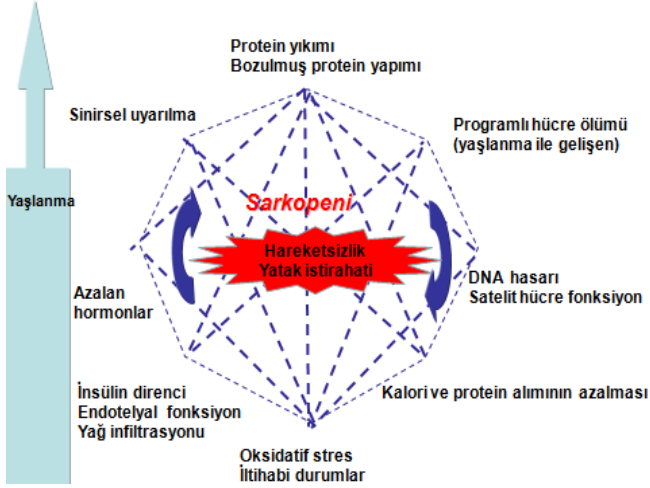 Protein yıkımı
Bozulmuş protein yapımı
Sinirsel uyarılma
Programlı hücre ölümü
(yaşlanma ile gelişen)
Yaşlanma
Sarkopeni
Hareketsizlik
Yatak istirahati
DNA hasarı
Satelit hücre fonksiyon
Azalan
hormonlar
İnsülin direnci
Endotelyal fonksiyon
Yağ infiltrasyonu
Kalori ve protein alımının azalması
Oksidatif stres
İltihabi durumlar